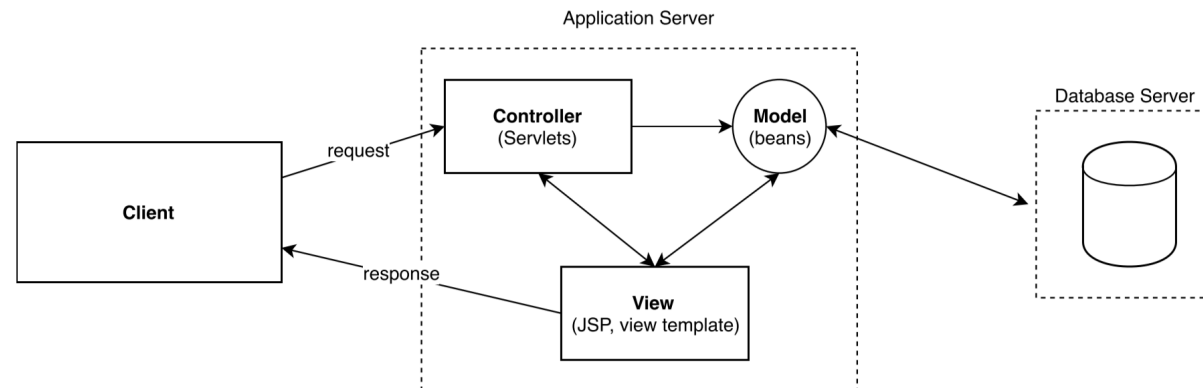 Application Server
Database Server
Controller
(Servlets)
Model
(beans)
request
Client
response
View
(JSP, view template)